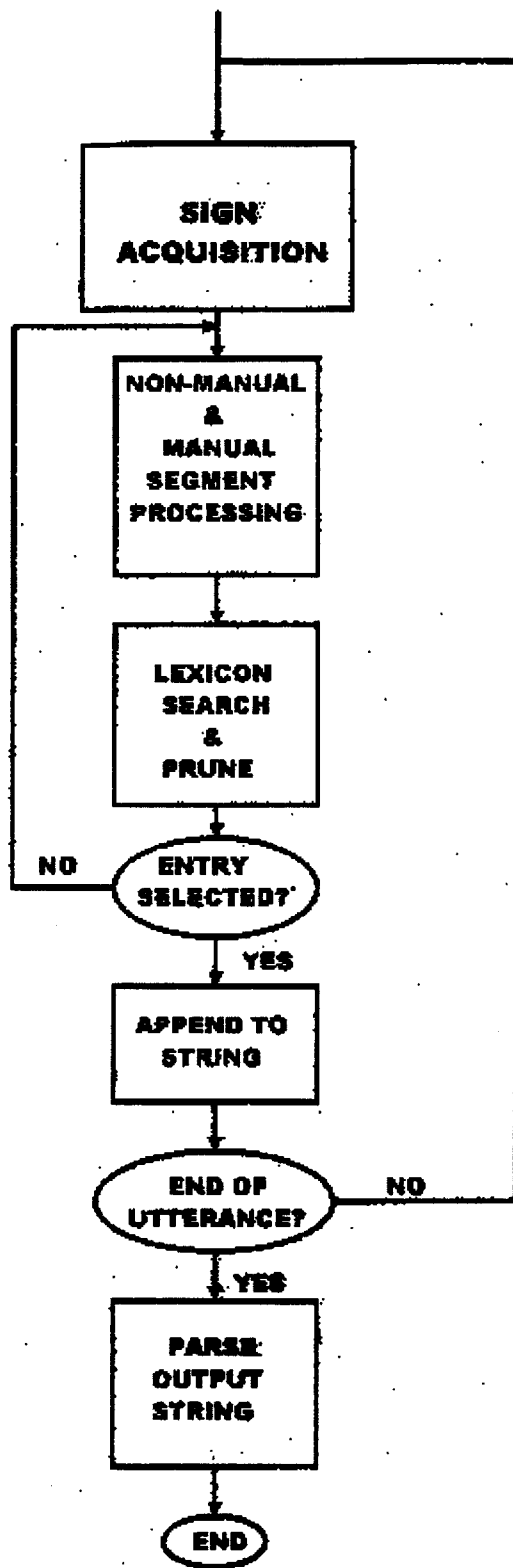 SIGN
ACQUISITION
NON-MANUAL
&
MANUAL
SEGMENT
PROCESSING
LEXICON
SEARCH
&
PRUNE
NO
ENTRY
SELECTED?
YES
APPEND TO
STRING
END OF
UTTERANCE?
NO
YES
PARSE
OUTPUT
STRING
END